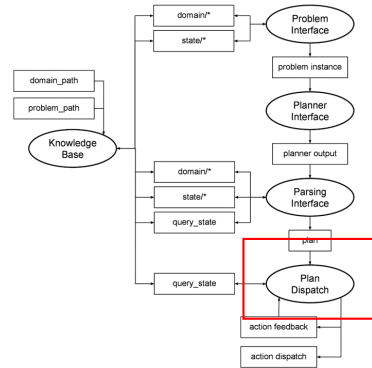 domain/*
state/*
Problem
Interface
problem instance
domain_path
problem_path
Planner
Interface
Knowledge
Base
planner output
domain/*
state/*
query_state
Parsing
Interface
plan
query_state
Plan
Dispatch
action feedback
action dispatch